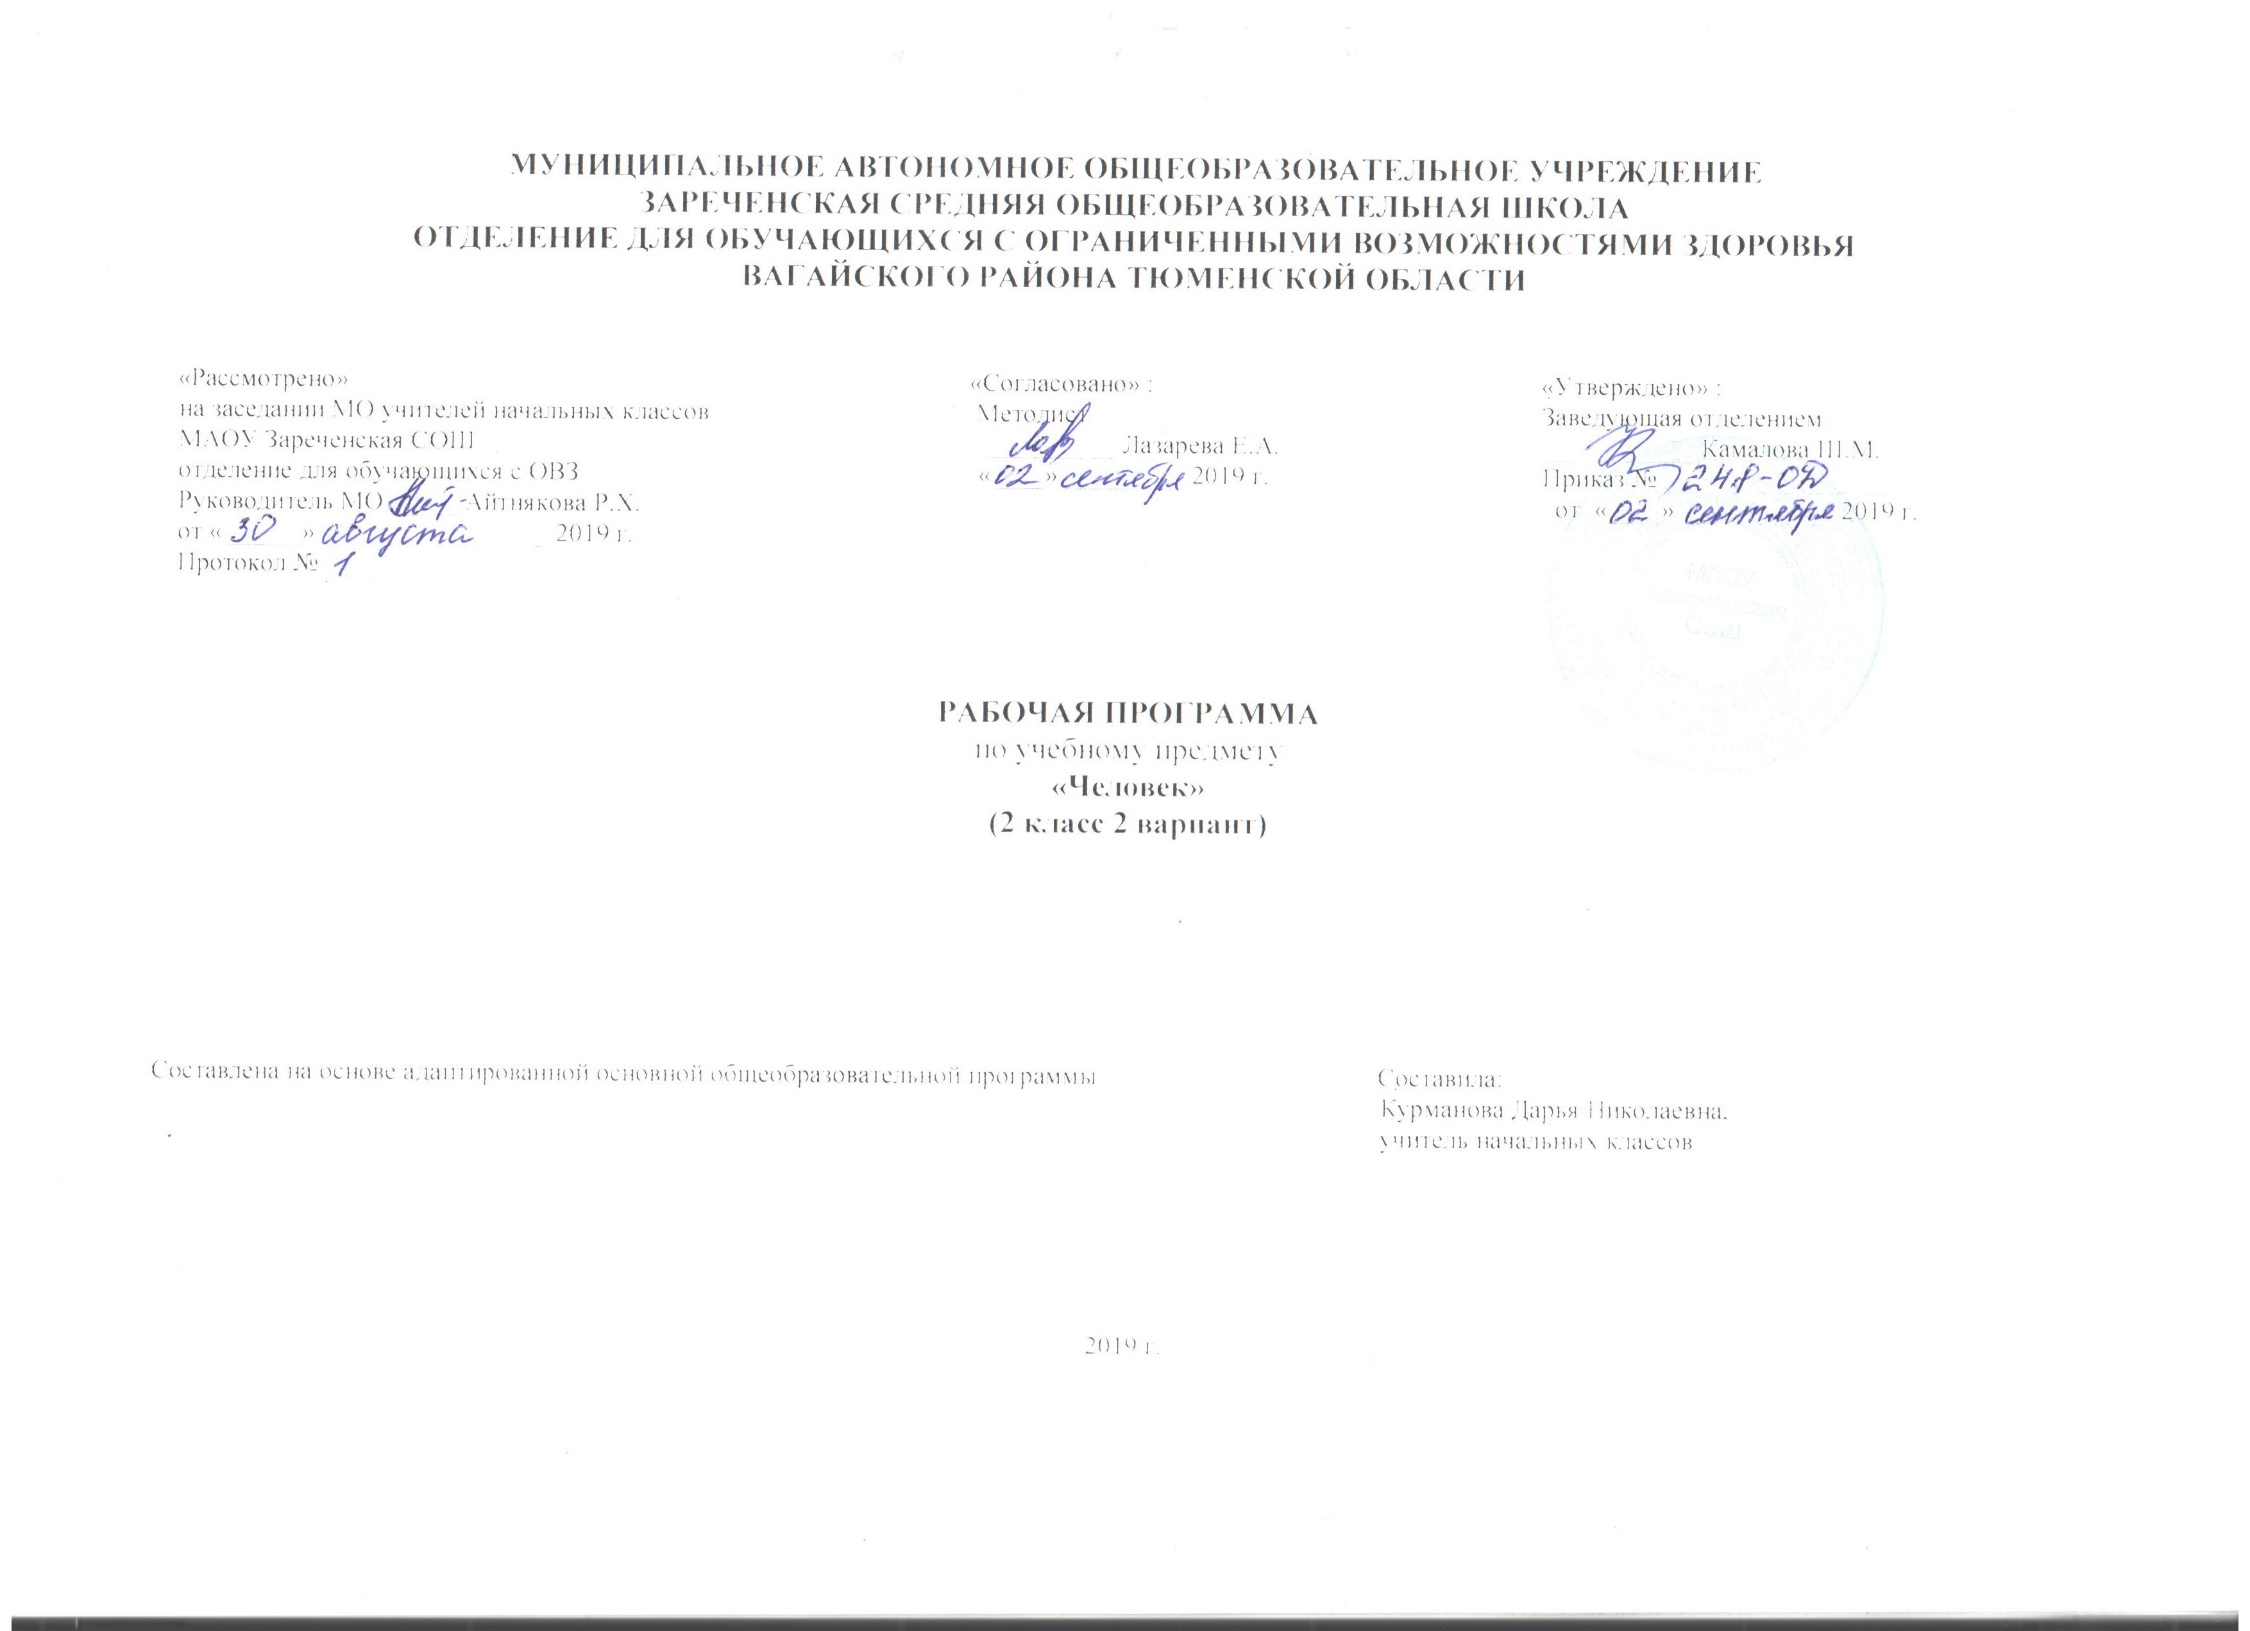 МУНИЦИПАЛЬНОЕ АВТОНОМНОЕ ОБЩЕОБРАЗОВАТЕЛЬНОЕ УЧРЕЖДЕНИЕ
ЗАРЕЧЕНСКАЯ СРЕДНЯЯ ОБЩЕОБРАЗОВАТЕЛЬНАЯ ШКОЛА
ОТДЕЛЕНИЕ ДЛЯ ОБУЧАЮЩИХСЯ С ОГРАНИЧЕННЫМИ ВОЗМОЖНОСТЯМИ ЗДОРОВЬЯ
ВАГАЙСКОГО РАЙОНА ТЮМЕНСКОЙ ОБЛАСТИ
«Рассмотрено»
на заседании МО учителей начальных классов
МАОУ Зареченская СОШ
отделение для обучающихся с ОВЗ
Руководитель МО Айтнякова Р.Х.
от « 30 » августа 2019 г.
Протокол № 1
«Согласовано» :
Методист
Лазарева Е.А.
«02» сентября 2019 г.
«Утверждено» :
Заведующая отделением
Камалова Ш.М.
Приказ №
от «02» сентября 2019 г.
МАОУ
СОШ
РАБОЧАЯ ПРОГРАММА
по учебному предмету
«Человек»
(2 класс 2 вариант)
Составлена на основе адаптированной основной общеобразовательной программы
Составила:
Курманова Дарья Николаевна,
учитель начальных классов
2019 г.